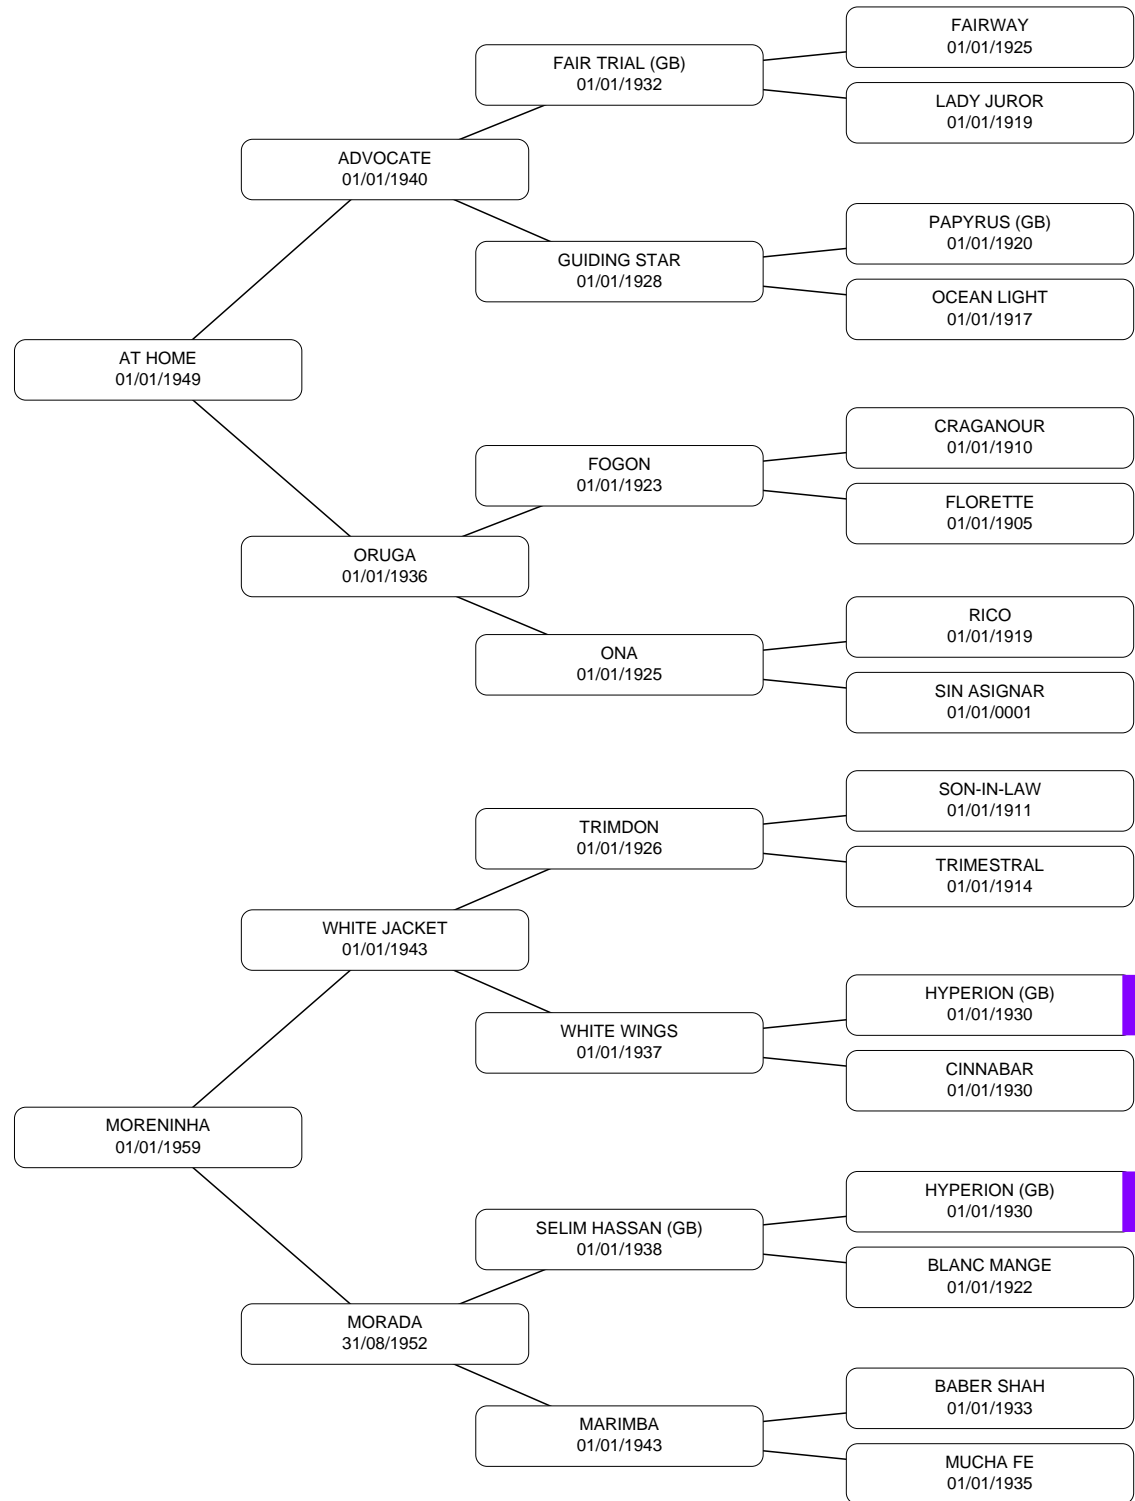 FAIRWAY
01/01/1925
FAIR TRIAL (GB)
01/01/1932
LADY JUROR
01/01/1919
ADVOCATE
01/01/1940
PAPYRUS (GB)
01/01/1920
GUIDING STAR
01/01/1928
OCEAN LIGHT
01/01/1917
AT HOME
01/01/1949
CRAGANOUR
01/01/1910
FOGON
01/01/1923
FLORETTE
01/01/1905
ORUGA
01/01/1936
RICO
01/01/1919
ONA
01/01/1925
SIN ASIGNAR
01/01/0001
SON-IN-LAW
01/01/1911
TRIMDON
01/01/1926
TRIMESTRAL
01/01/1914
WHITE JACKET
01/01/1943
HYPERION (GB)
01/01/1930
WHITE WINGS
01/01/1937
CINNABAR
01/01/1930
MORENINHA
01/01/1959
HYPERION (GB)
01/01/1930
SELIM HASSAN (GB)
01/01/1938
BLANC MANGE
01/01/1922
MORADA
31/08/1952
BABER SHAH
01/01/1933
MARIMBA
01/01/1943
MUCHA FE
01/01/1935